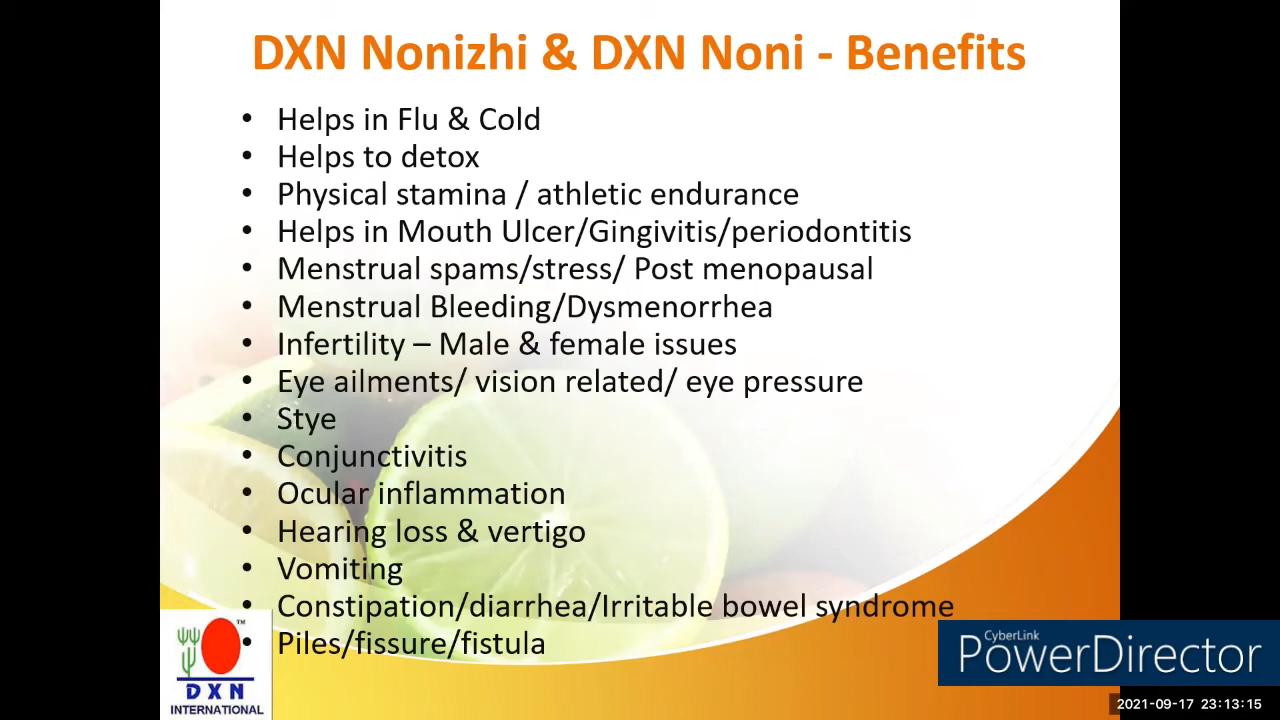 DXN Nonizhi & DXN Noni - Benefits
• Helps in Flu & Cold
• Helps to detox
• Physical stamina / athletic endurance
• Helps in Mouth Ulcer/Gingivitis/periodontitis
• Menstrual spams/stress/ Post menopausal
• Menstrual Bleeding/Dysmenorrhea
• Infertility – Male & female issues
• Eye ailments/ vision related/ eye pressure
• Stye
• Conjunctivitis
• Ocular inflammation
• Hearing loss & vertigo
• Vomiting
• Constipation/diarrhea/Irritable bowel syndrome
• Piles/fissure/fistula
TM
DXN
INTERNATIONAL
CyberLink
PowerDirector
2021-09-17 23:13:15